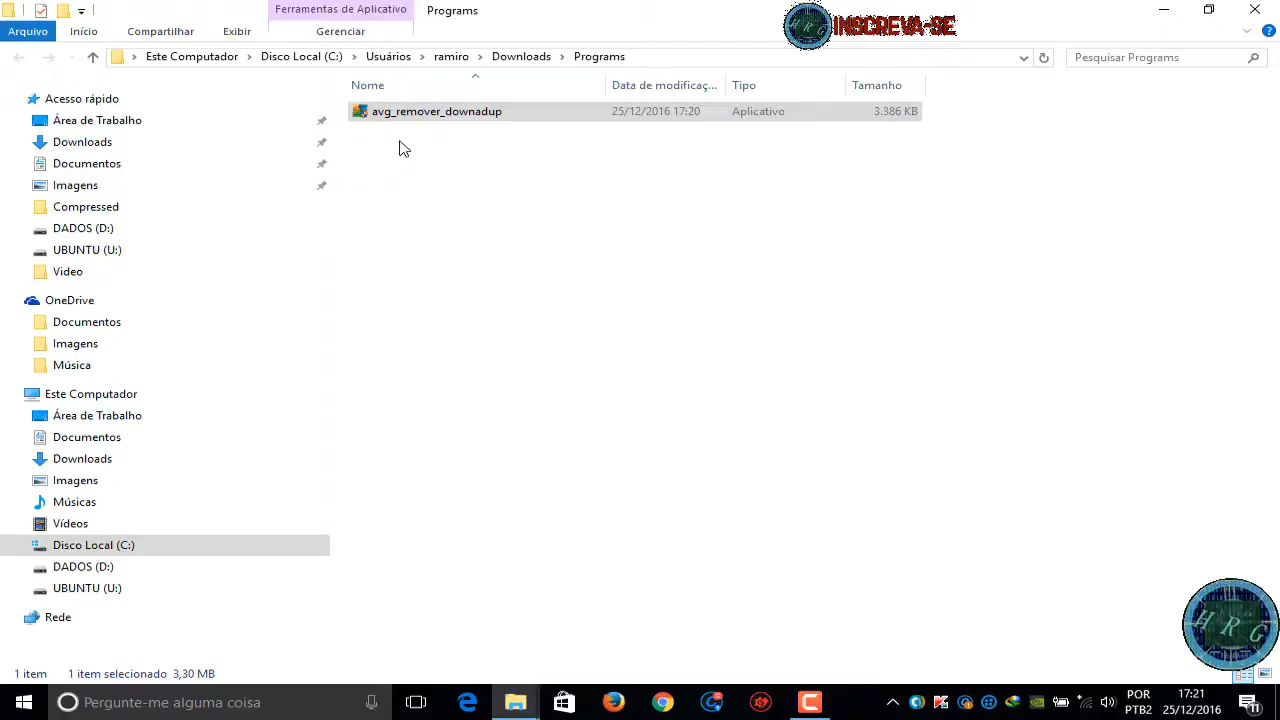 Ferramentas de Aplicativo
Programs
INSCREVA-SE
Arquivo
Início
Compartilhar
Exibir
Gerenciar
Este Computador
Disco Local (C:)
Usuários
ramiro
Downloads
Programs
Pesquisar Programs
Nome
Data de modificaç...
Tipo
Tamanho
avg_remover_downadup
25/12/2016 17:20
Aplicativo
3.386 KB
Acesso rápido
Área de Trabalho
Downloads
Documentos
Imagens
Compressed
DADOS (D:)
UBUNTU (U:)
Video
OneDrive
Documentos
Imagens
Música
Este Computador
Área de Trabalho
Documentos
Downloads
Imagens
Músicas
Vídeos
Disco Local (C:)
DADOS (D:)
UBUNTU (U:)
Rede
HRG
1 item
1 item selecionado 3,30 MB
Pergunte-me alguma coisa
POR
PTB2
17:21
25/12/2016
11